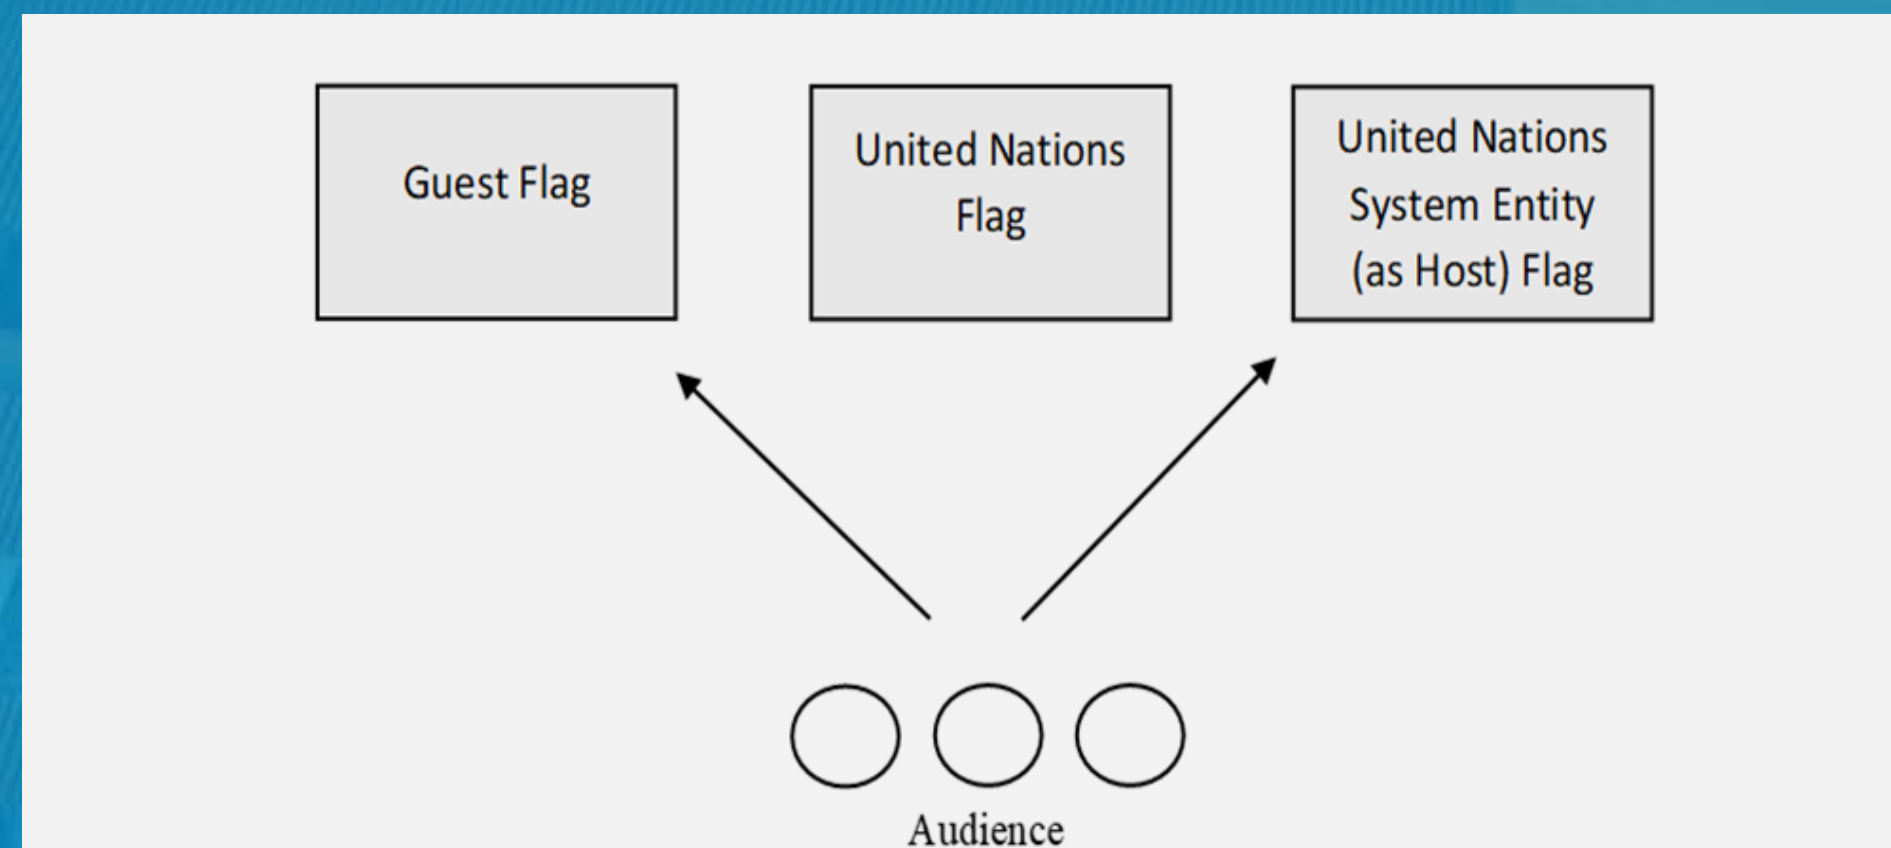 Guest Flag
United Nations
Flag
United Nations
System Entity
(as Host) Flag
Audience